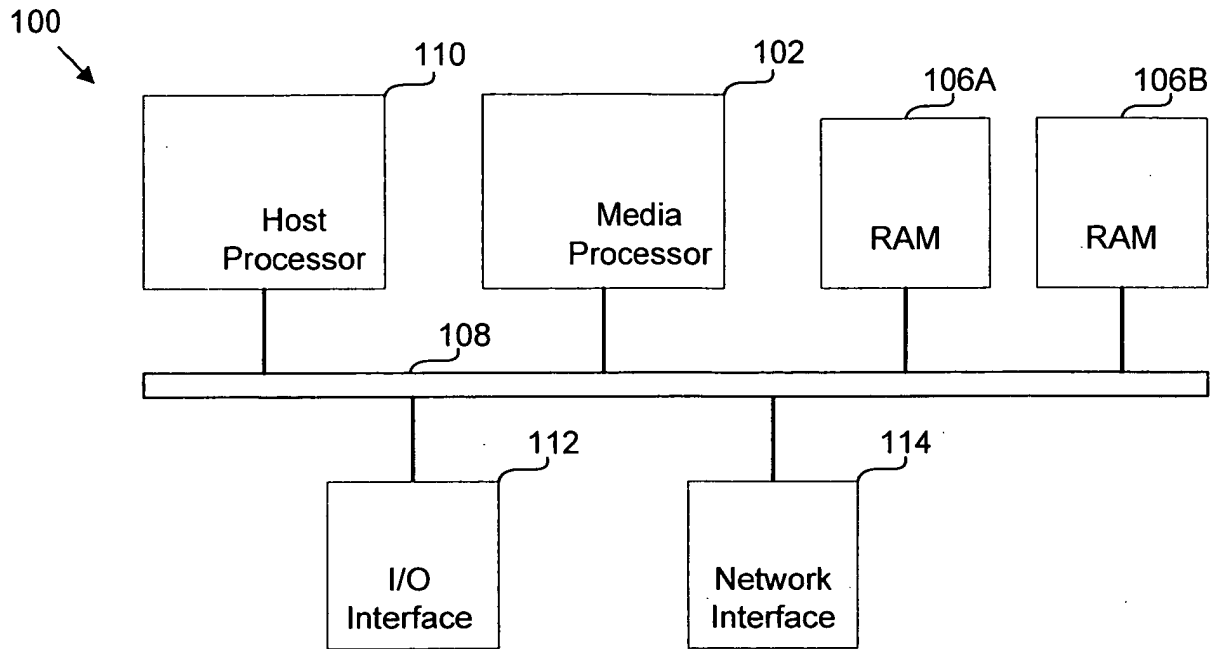 100
110
102
106A
106B
Host
Processor
Media
Processor
RAM
RAM
108
112
114
I/O
Interface
Network
Interface